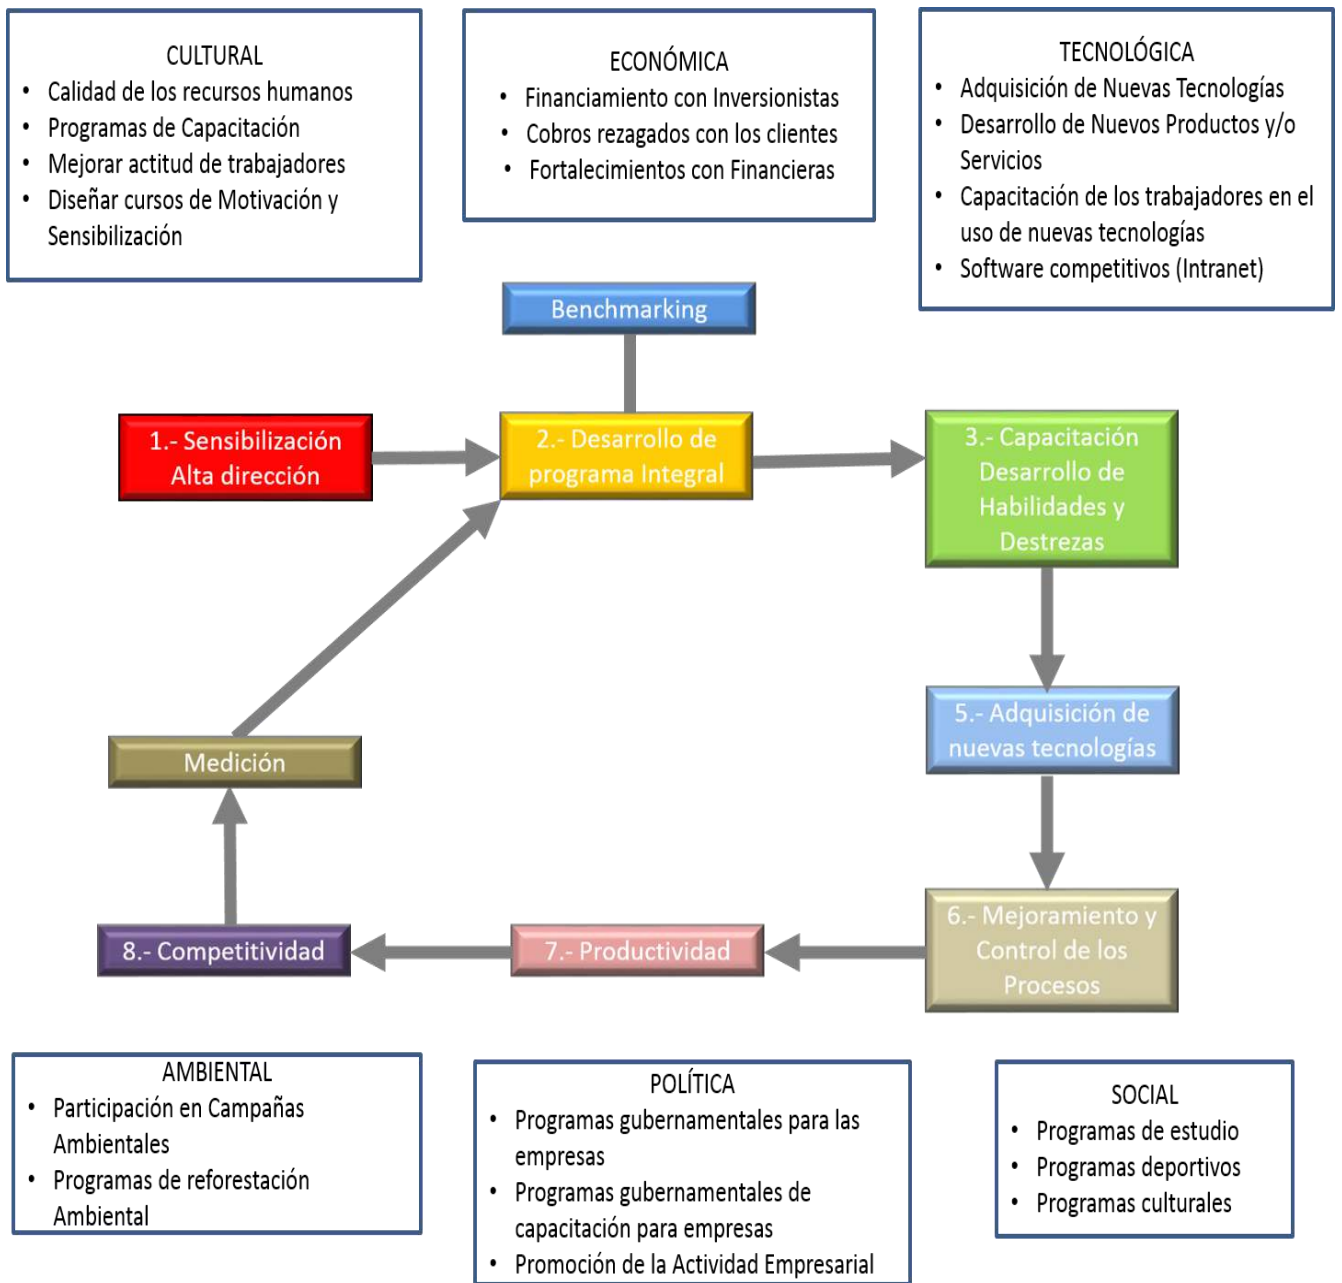 CULTURAL
• Calidad de los recursos humanos
• Programas de Capacitación
• Mejorar actitud de trabajadores
• Diseñar cursos de Motivación y
Sensibilización
ECONÓMICA
• Financiamiento con Inversionistas
• Cobros rezagados con los clientes
• Fortalecimientos con Financieras
TECNOLÓGICA
• Adquisición de Nuevas Tecnologías
• Desarrollo de Nuevos Productos y/o
Servicios
• Capacitación de los trabajadores en el
uso de nuevas tecnologías
• Software competitivos (Intranet)
Benchmarking
1.- Sensibilización
Alta dirección
2.- Desarrollo de
programa Integral
3.- Capacitación
Desarrollo de
Habilidades y
Destrezas
5.- Adquisición de
nuevas tecnologías
Medición
6.- Mejoramiento y
Control de los
Procesos
7.- Productividad
8.- Competitividad
AMBIENTAL
• Participación en Campañas
Ambientales
• Programas de reforestación
Ambiental
POLÍTICA
• Programas gubernamentales para las
empresas
• Programas gubernamentales de
capacitación para empresas
• Promoción de la Actividad Empresarial
SOCIAL
• Programas de estudio
• Programas deportivos
• Programas culturales